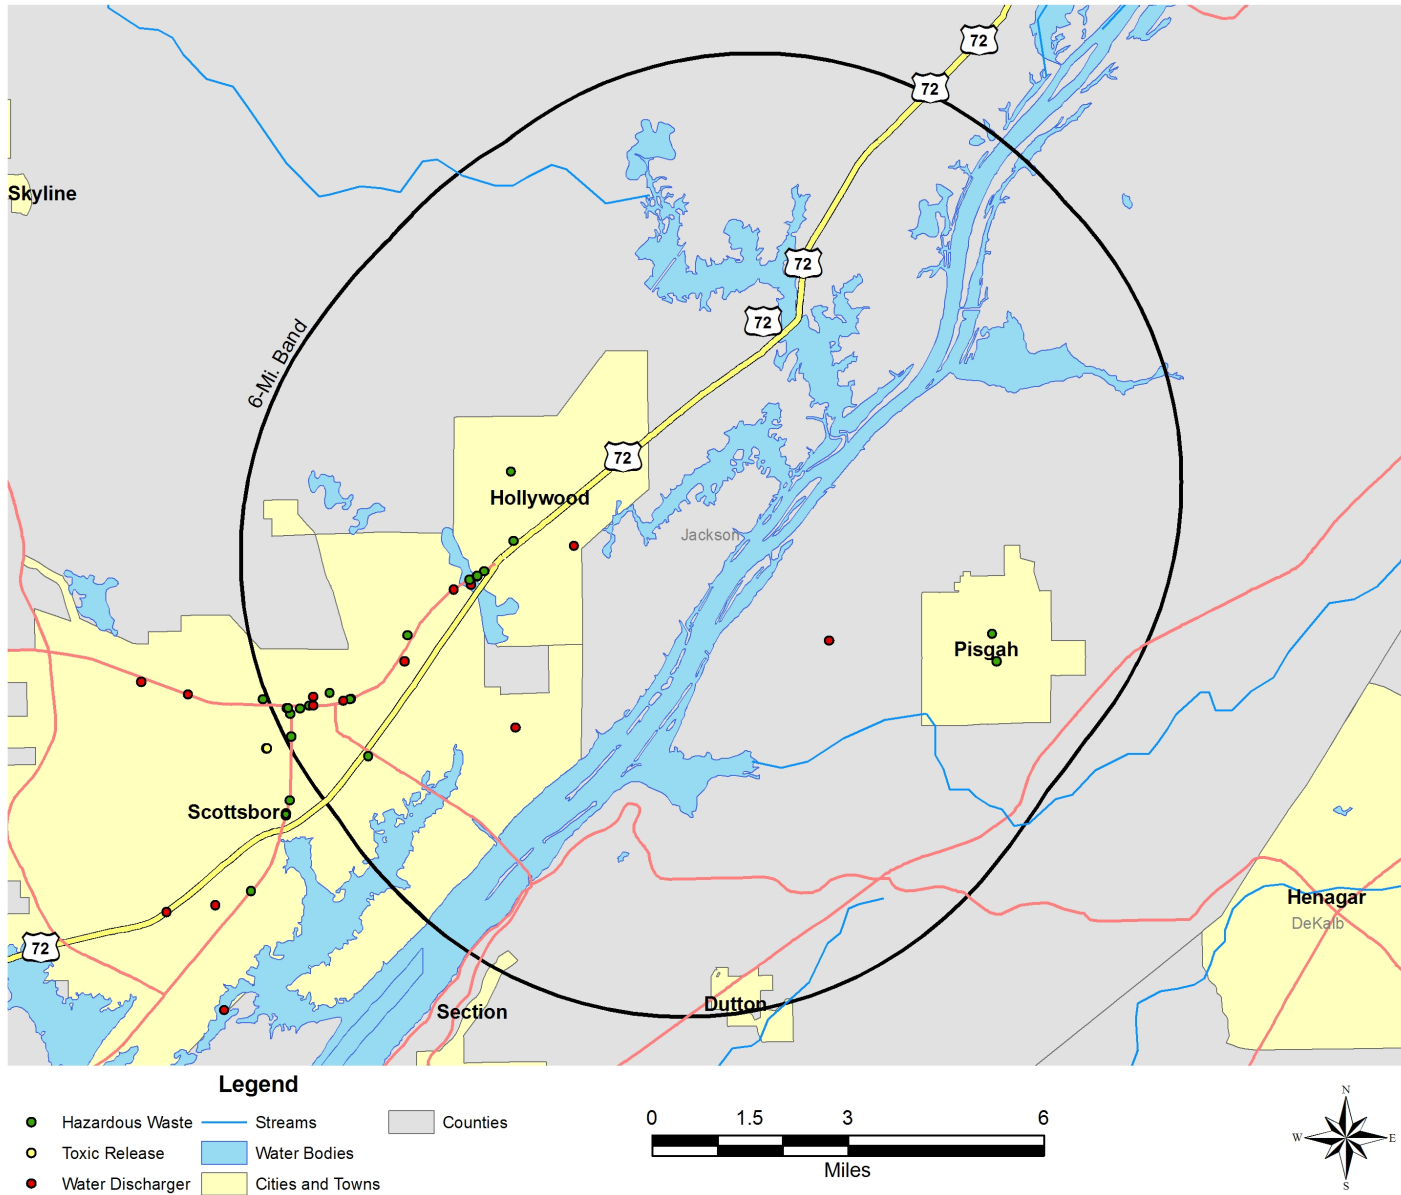 72
72
Skyline
72
72
6-Mi. Band
72
Hollywood
Jackson
Pisgah
Scottsboro
Henagar
DeKalb
72
Section
Dutton
Legend
Hazardous Waste
Streams
Counties
Toxic Release
Water Bodies
Water Discharger
Cities and Towns
0 1.5 3 6
Miles
N
W E
S